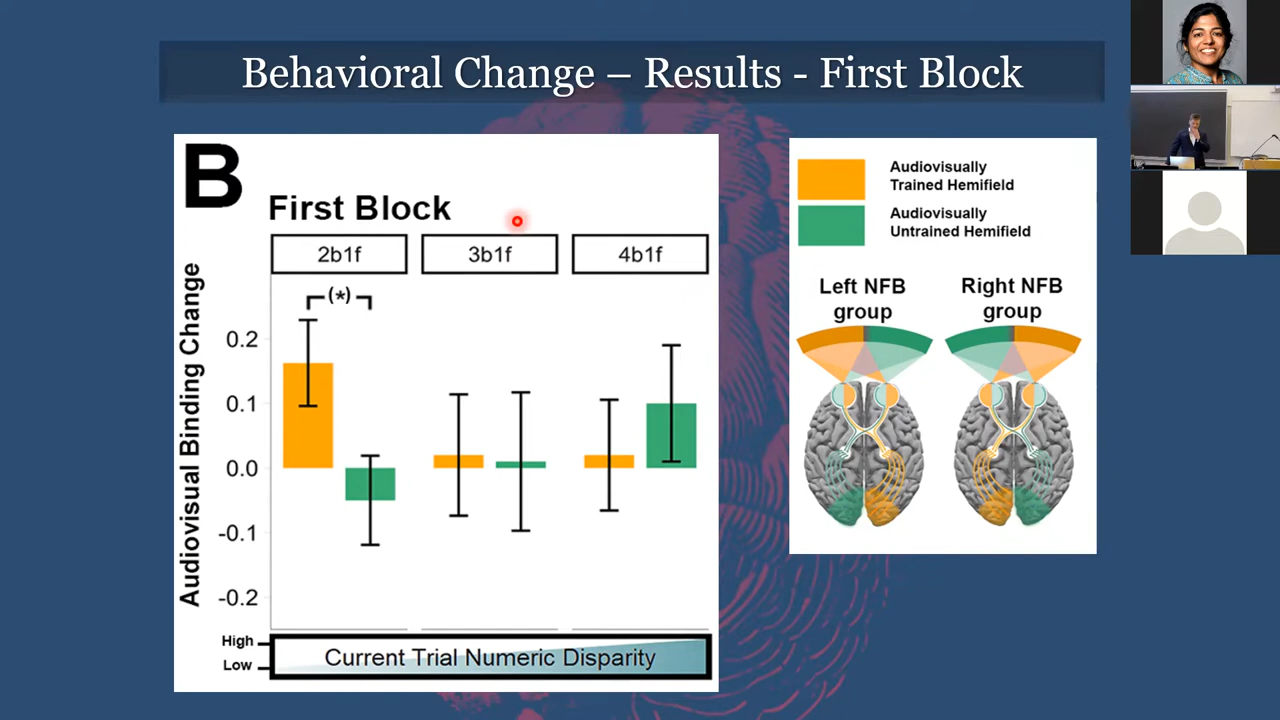 Behavioral Change – Results - First Block
B
First Block
2b1f
3b1f
4b1f
(*)
Audiovisual Binding Change
0.2
0.1
0.0
-0.1
-0.2
High
Low
Current Trial Numeric Disparity
Audiovisually
Trained Hemifield
Audiovisually
Untrained Hemifield
Left NFB
group
Right NFB
group